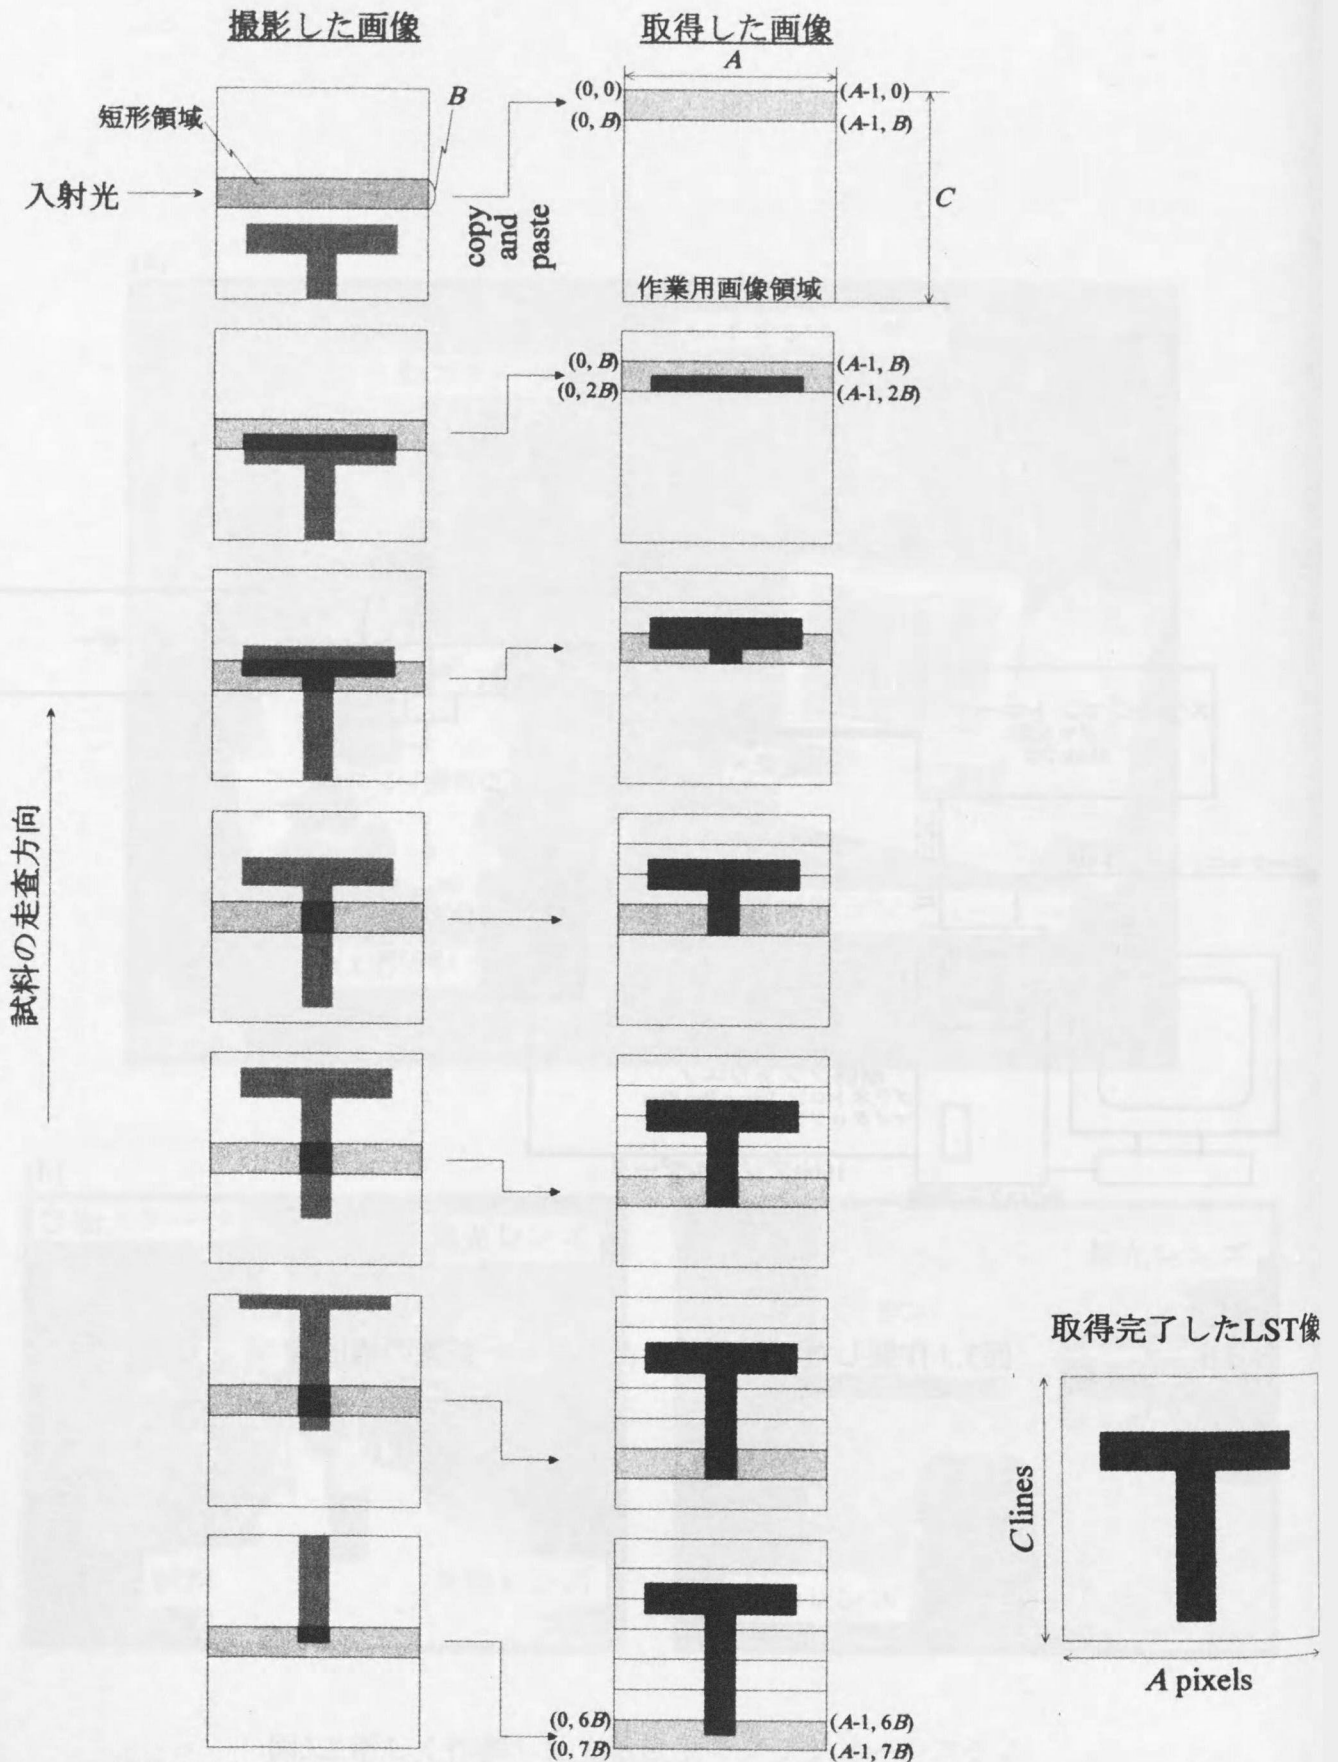 撮影した画像
取得した画像
A
(0, 0)
(A-1, 0)
B
短形領域
(0, B)
(A-1, B)
入射光
C
copy
and
paste
作業用画像領域
(0, B)
(A-1, B)
(0, 2B)
(A-1, 2B)
試料の走査方向
取得完了したLST像
C lines
A pixels
(0, 6B)
(A-1, 6B)
(0, 7B)
(A-1, 7B)